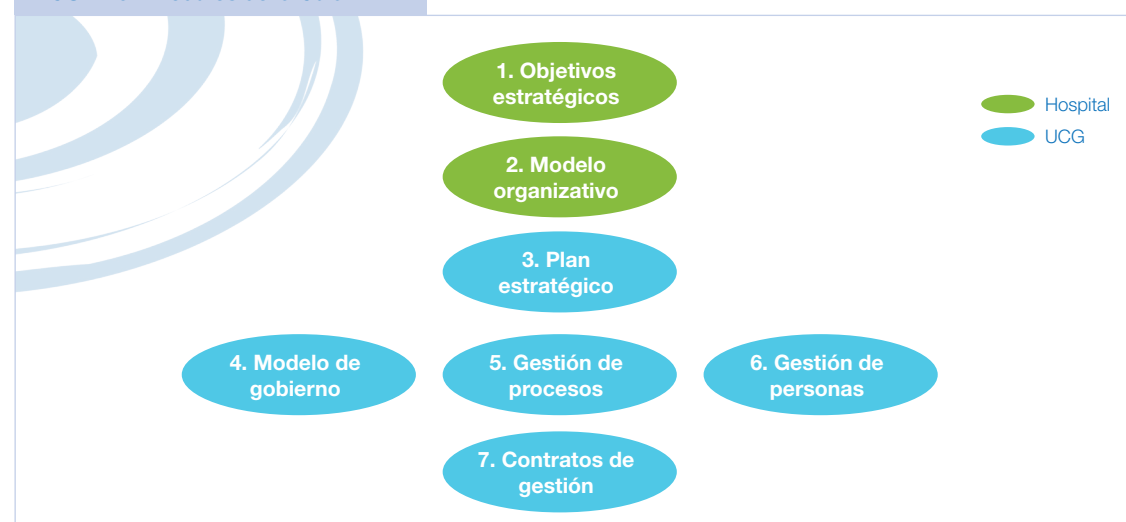 1. Objetivos
estratégicos
Hospital
UCG
2. Modelo
organizativo
3. Plan
estratégico
4. Modelo de
gobierno
5. Gestión de
procesos
6. Gestión de
personas
7. Contratos de
gestión